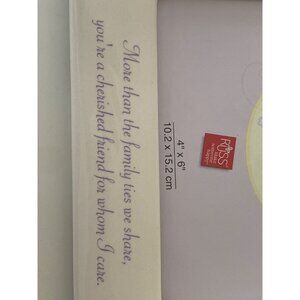 More than the family ties we share,
you're a cherished friend for whom I care.
4" x 6"
10.2 x 15.2 cm
RUSS